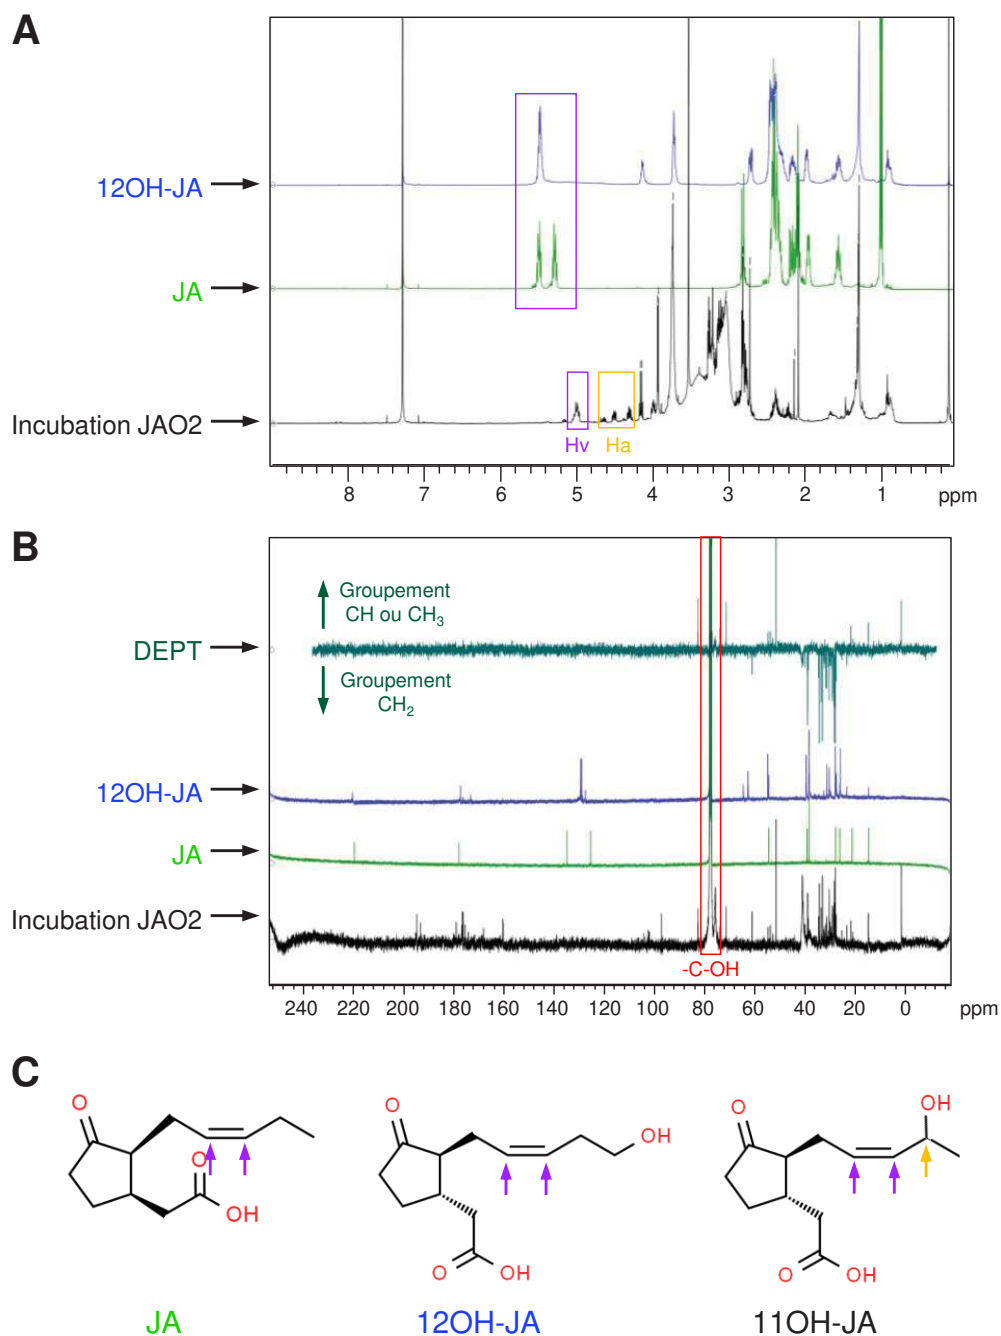 A
12OH-JA
JA
Incubation JAO2
Hv
Ha
8 7 6 5 4 3 2 1 ppm
B
Groupement
CH ou CH₃
DEPT
Groupement
CH₂
12OH-JA
JA
Incubation JAO2
-C-OH
240 220 200 180 160 140 120 100 80 60 40 20 0 ppm
C
O
O
OH
JA
O
OH
O
OH
12OH-JA
O
OH
O
OH
11OH-JA